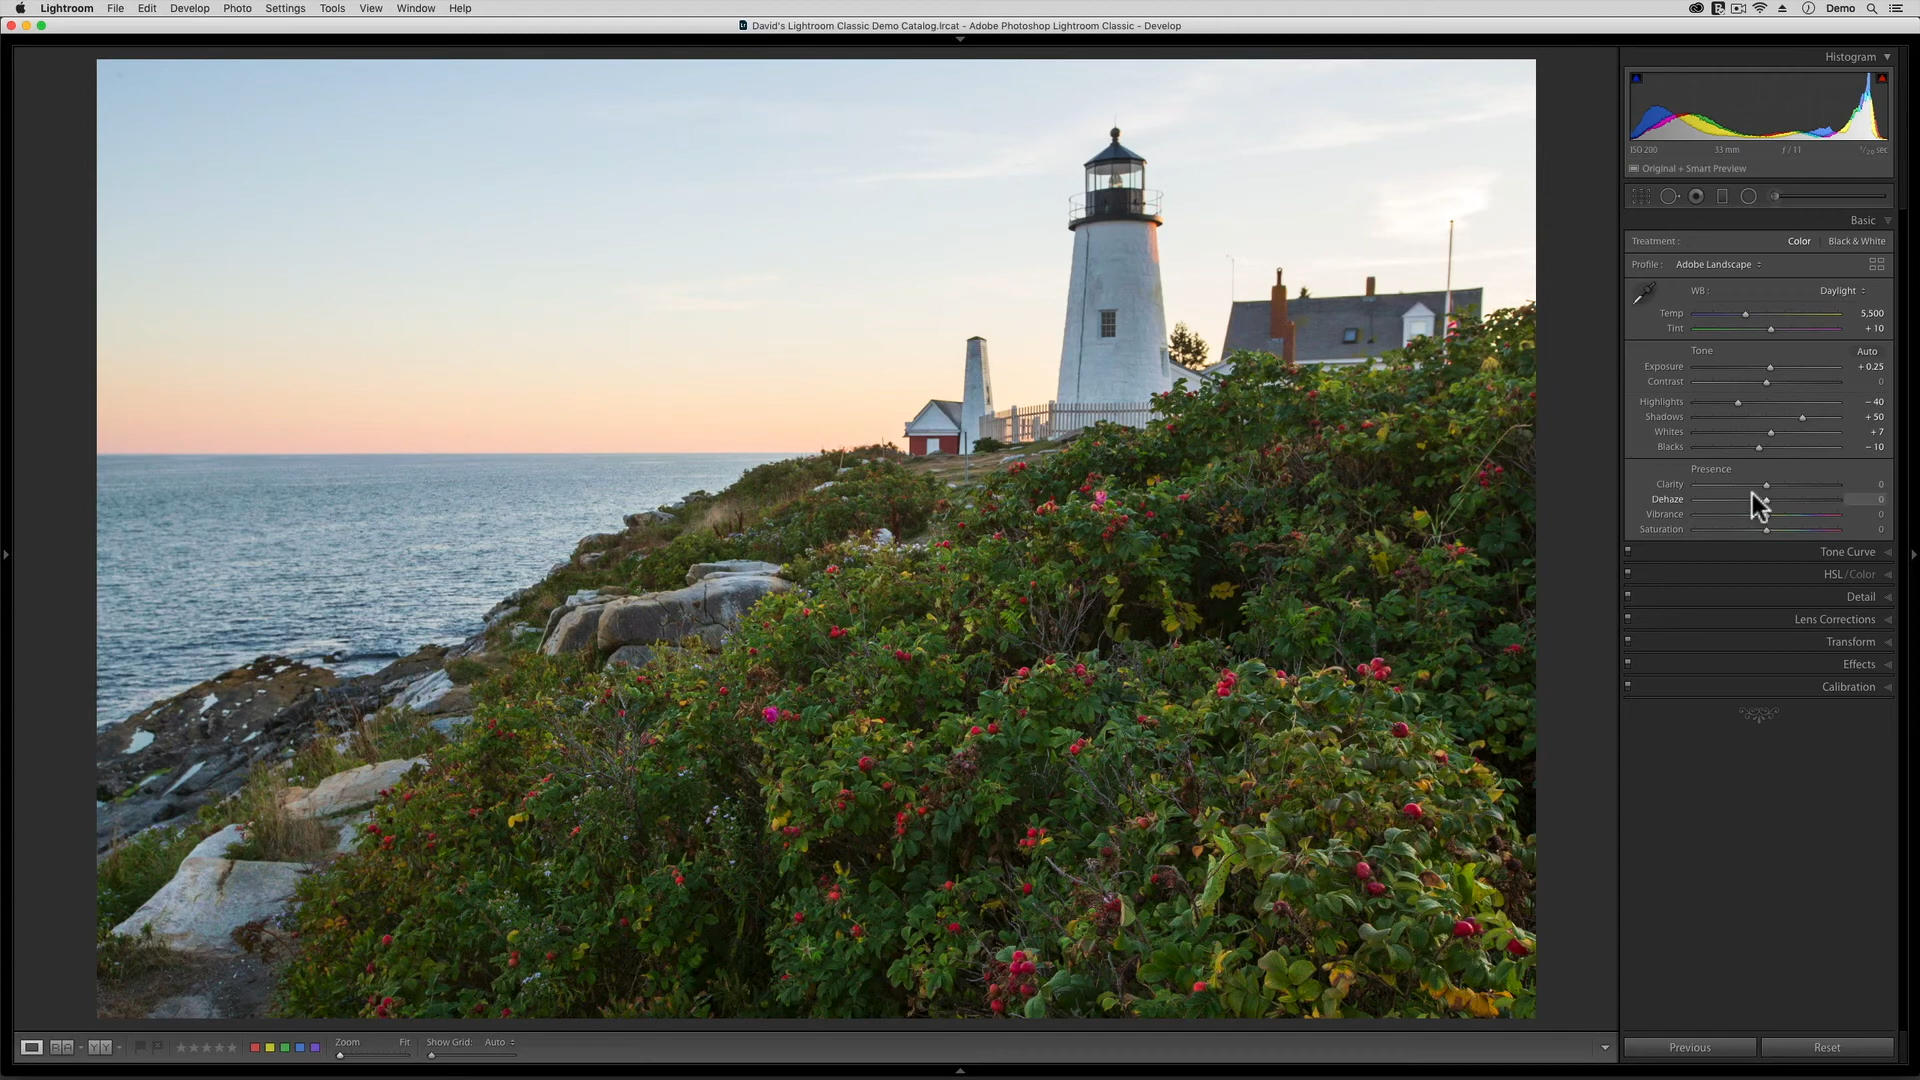 Lightroom File Edit Develop Photo Settings Tools View Window Help Demo
David's Lightroom Classic Demo Catalog.lrcat - Adobe Photoshop Lightroom Classic - Develop
Histogram
ISO 200 33 mm ƒ / 11 1/20 sec
Original + Smart Preview
Basic
Treatment : Color Black & White
Profile : Adobe Landscape
WB : Daylight
Temp 5,500
Tint + 10
Tone Auto
Exposure + 0.25
Contrast 0
Highlights − 40
Shadows + 50
Whites + 7
Blacks − 10
Presence
Clarity 0
Dehaze 0
Vibrance 0
Saturation 0
Tone Curve
HSL / Color
Detail
Lens Corrections
Transform
Effects
Calibration
Zoom Fit Show Grid: Auto
Previous Reset